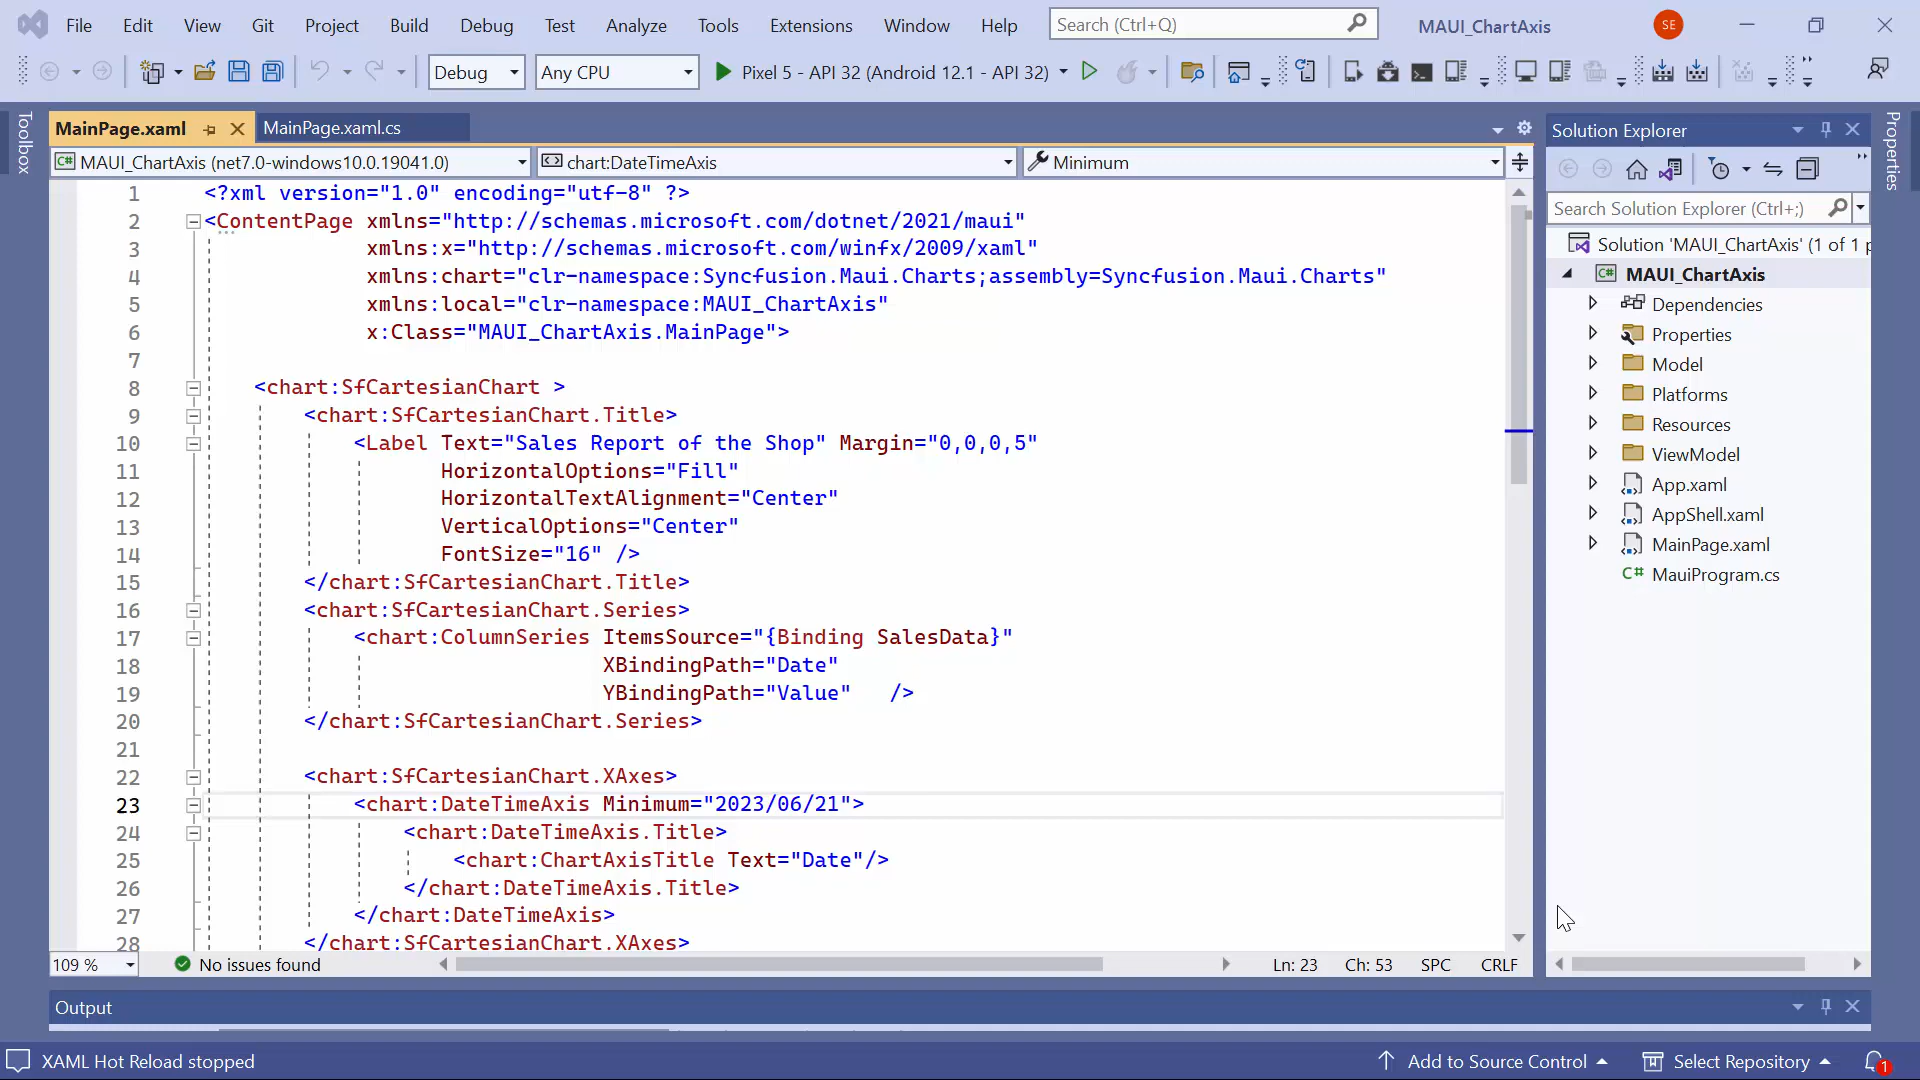 File Edit View Git Project Build Debug Test Analyze Tools Extensions Window Help Search (Ctrl+Q) MAUI_ChartAxis SE
Debug Any CPU Pixel 5 - API 32 (Android 12.1 - API 32)
Toolbox
MainPage.xaml MainPage.xaml.cs
MAUI_ChartAxis (net7.0-windows10.0.19041.0) chart:DateTimeAxis Minimum
1 <?xml version="1.0" encoding="utf-8" ?>
2 <ContentPage xmlns="http://schemas.microsoft.com/dotnet/2021/maui"
3 xmlns:x="http://schemas.microsoft.com/winfx/2009/xaml"
4 xmlns:chart="clr-namespace:Syncfusion.Maui.Charts;assembly=Syncfusion.Maui.Charts"
5 xmlns:local="clr-namespace:MAUI_ChartAxis"
6 x:Class="MAUI_ChartAxis.MainPage">
7
8 <chart:SfCartesianChart >
9 <chart:SfCartesianChart.Title>
10 <Label Text="Sales Report of the Shop" Margin="0,0,0,5"
11 HorizontalOptions="Fill"
12 HorizontalTextAlignment="Center"
13 VerticalOptions="Center"
14 FontSize="16" />
15 </chart:SfCartesianChart.Title>
16 <chart:SfCartesianChart.Series>
17 <chart:ColumnSeries ItemsSource="{Binding SalesData}"
18 XBindingPath="Date"
19 YBindingPath="Value" />
20 </chart:SfCartesianChart.Series>
21
22 <chart:SfCartesianChart.XAxes>
23 <chart:DateTimeAxis Minimum="2023/06/21">
24 <chart:DateTimeAxis.Title>
25 <chart:ChartAxisTitle Text="Date"/>
26 </chart:DateTimeAxis.Title>
27 </chart:DateTimeAxis>
28 </chart:SfCartesianChart.XAxes>
109 % No issues found Ln: 23 Ch: 53 SPC CRLF
Solution Explorer
Search Solution Explorer (Ctrl+;)
Solution 'MAUI_ChartAxis' (1 of 1 p
MAUI_ChartAxis
Dependencies
Properties
Model
Platforms
Resources
ViewModel
App.xaml
AppShell.xaml
MainPage.xaml
C# MauiProgram.cs
Properties
Output
XAML Hot Reload stopped Add to Source Control Select Repository 1